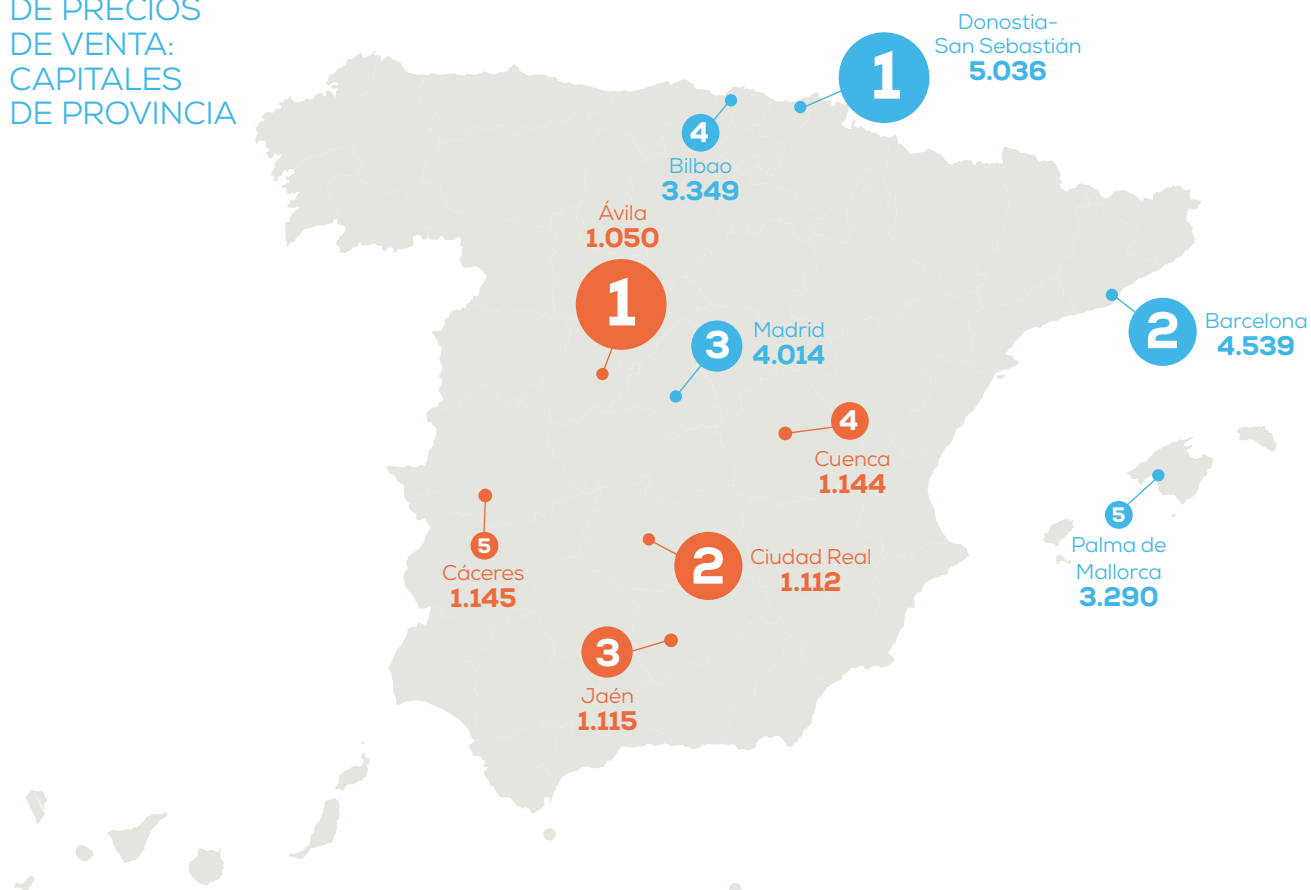 DE PRECIOS
DE VENTA:
CAPITALES
DE PROVINCIA
1
Donostia-
San Sebastián
5.036
4
Bilbao
3.349
Ávila
1.050
1
3
Madrid
4.014
2
Barcelona
4.539
4
Cuenca
1.144
5
Palma de
Mallorca
3.290
5
Cáceres
1.145
2
Ciudad Real
1.112
3
Jaén
1.115